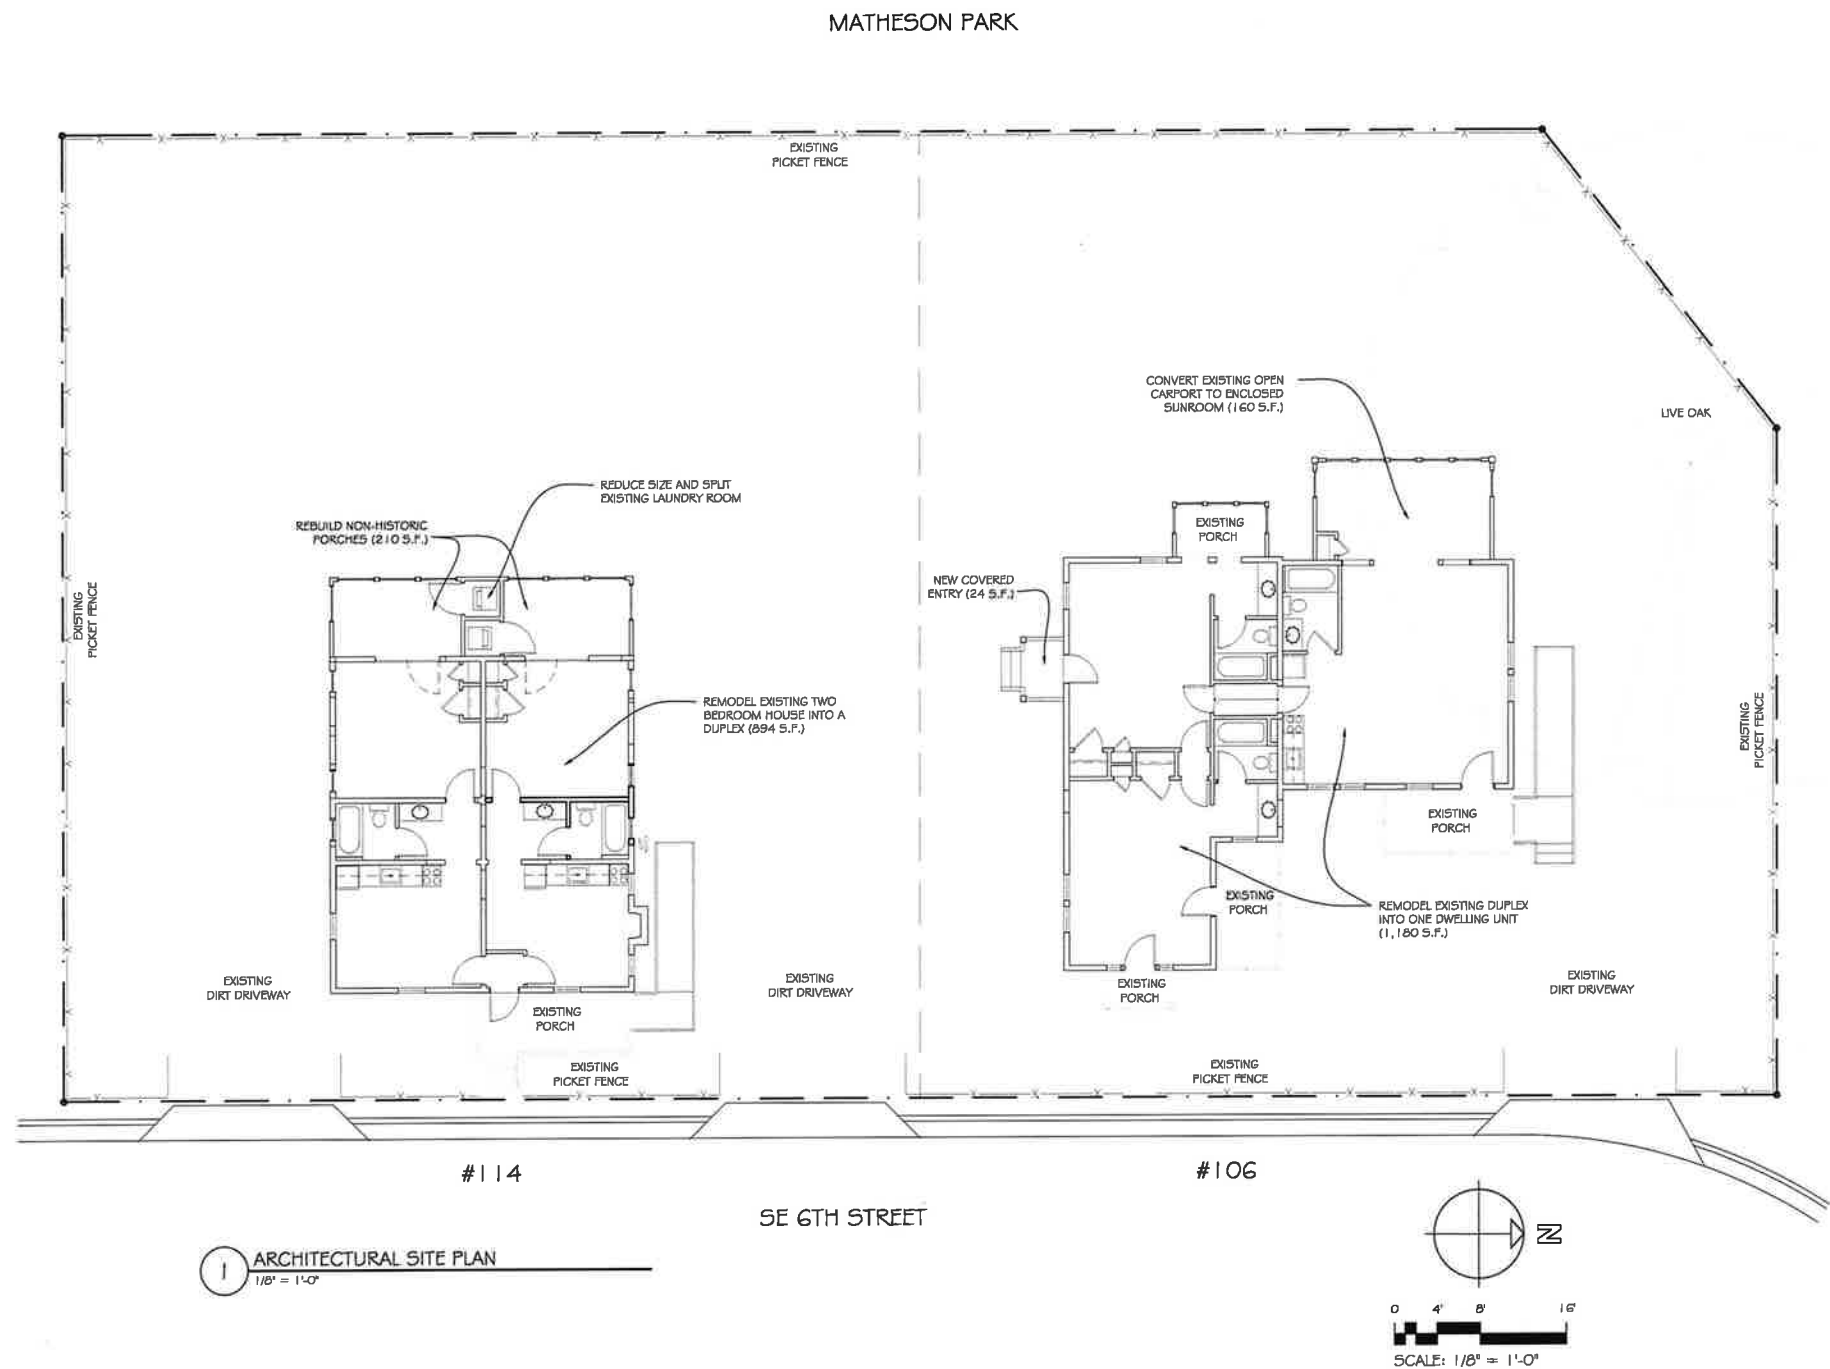 MATHESON PARK
EXISTING
PICKET FENCE
CONVERT EXISTING OPEN
CARPORT TO ENCLOSED
SUNROOM (160 S.F.)
LIVE OAK
REDUCE SIZE AND SPLIT
EXISTING LAUNDRY ROOM
REBUILD NON-HISTORIC
PORCHES (210 S.F.)
EXISTING
PORCH
NEW COVERED
ENTRY (24 S.F.)
EXISTING
PICKET FENCE
REMODEL EXISTING TWO
BEDROOM HOUSE INTO A
DUPLEX (894 S.F.)
EXISTING
PICKET FENCE
EXISTING
PORCH
EXISTING
PORCH
REMODEL EXISTING DUPLEX
INTO ONE DWELLING UNIT
(1,180 S.F.)
EXISTING
DIRT DRIVEWAY
EXISTING
DIRT DRIVEWAY
EXISTING
PORCH
EXISTING
DIRT DRIVEWAY
EXISTING
PORCH
EXISTING
PICKET FENCE
EXISTING
PICKET FENCE
#114
#106
SE 6TH STREET
N
1
ARCHITECTURAL SITE PLAN
1/8" = 1'-0"
0 4' 8' 16'
SCALE: 1/8" = 1'-0"